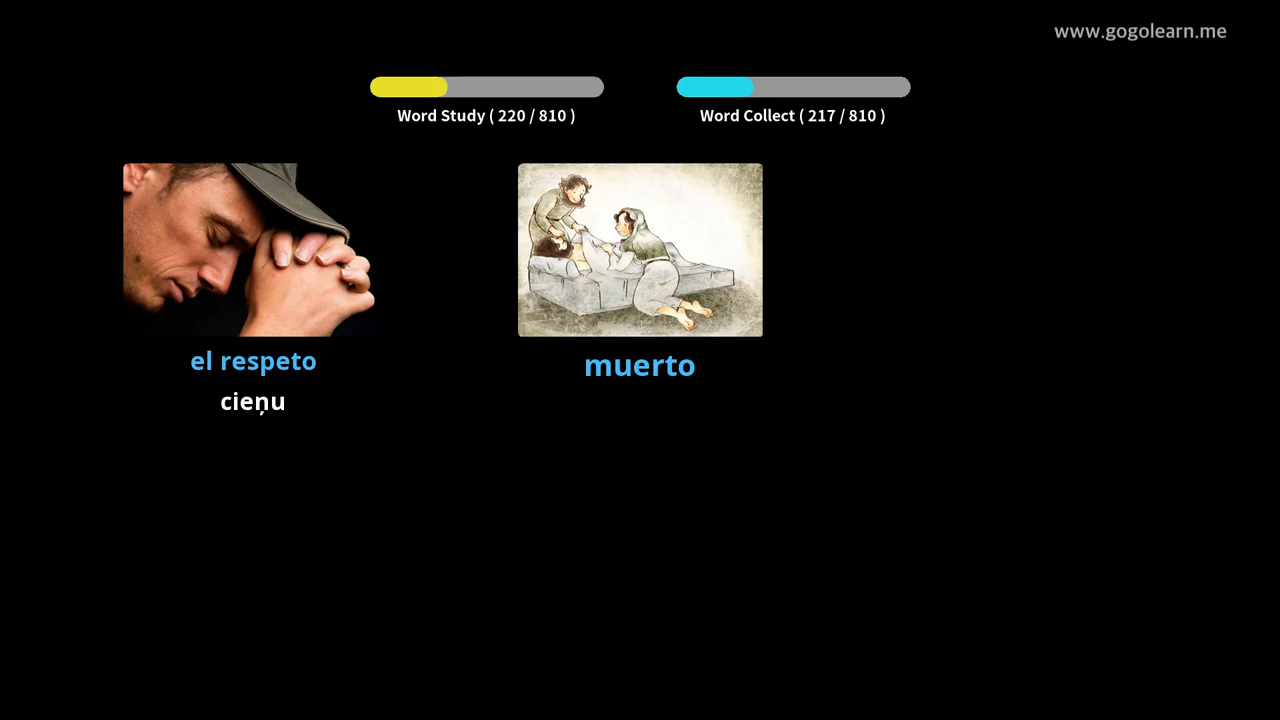 www.gogolearn.me
Word Study ( 220 / 810 )
Word Collect ( 217 / 810 )
el respeto
cieņu
muerto